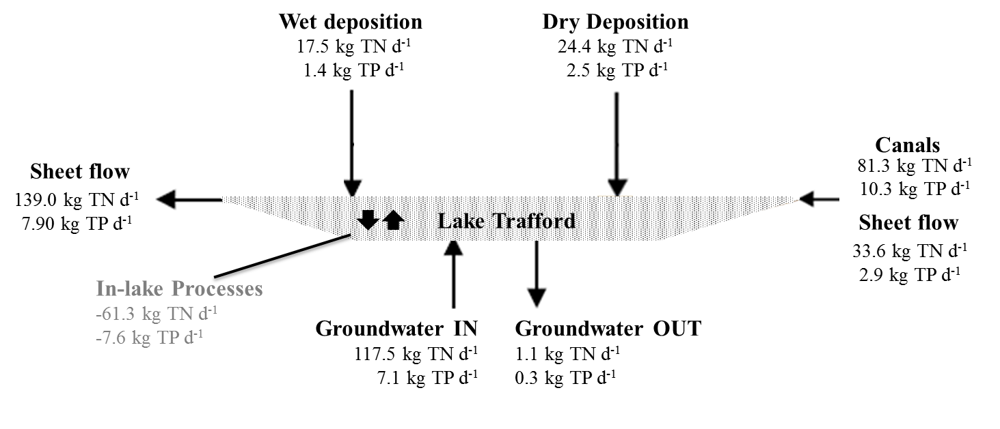 Wet deposition
17.5 kg TN d-1
1.4 kg TP d-1
Dry Deposition
24.4 kg TN d-1
2.5 kg TP d-1
Canals
81.3 kg TN d-1
10.3 kg TP d-1
Sheet flow
139.0 kg TN d-1
7.90 kg TP d-1
Lake Trafford
Sheet flow
33.6 kg TN d-1
2.9 kg TP d-1
In-lake Processes
-61.3 kg TN d-1
-7.6 kg TP d-1
Groundwater IN
117.5 kg TN d-1
7.1 kg TP d-1
Groundwater OUT
1.1 kg TN d-1
0.3 kg TP d-1